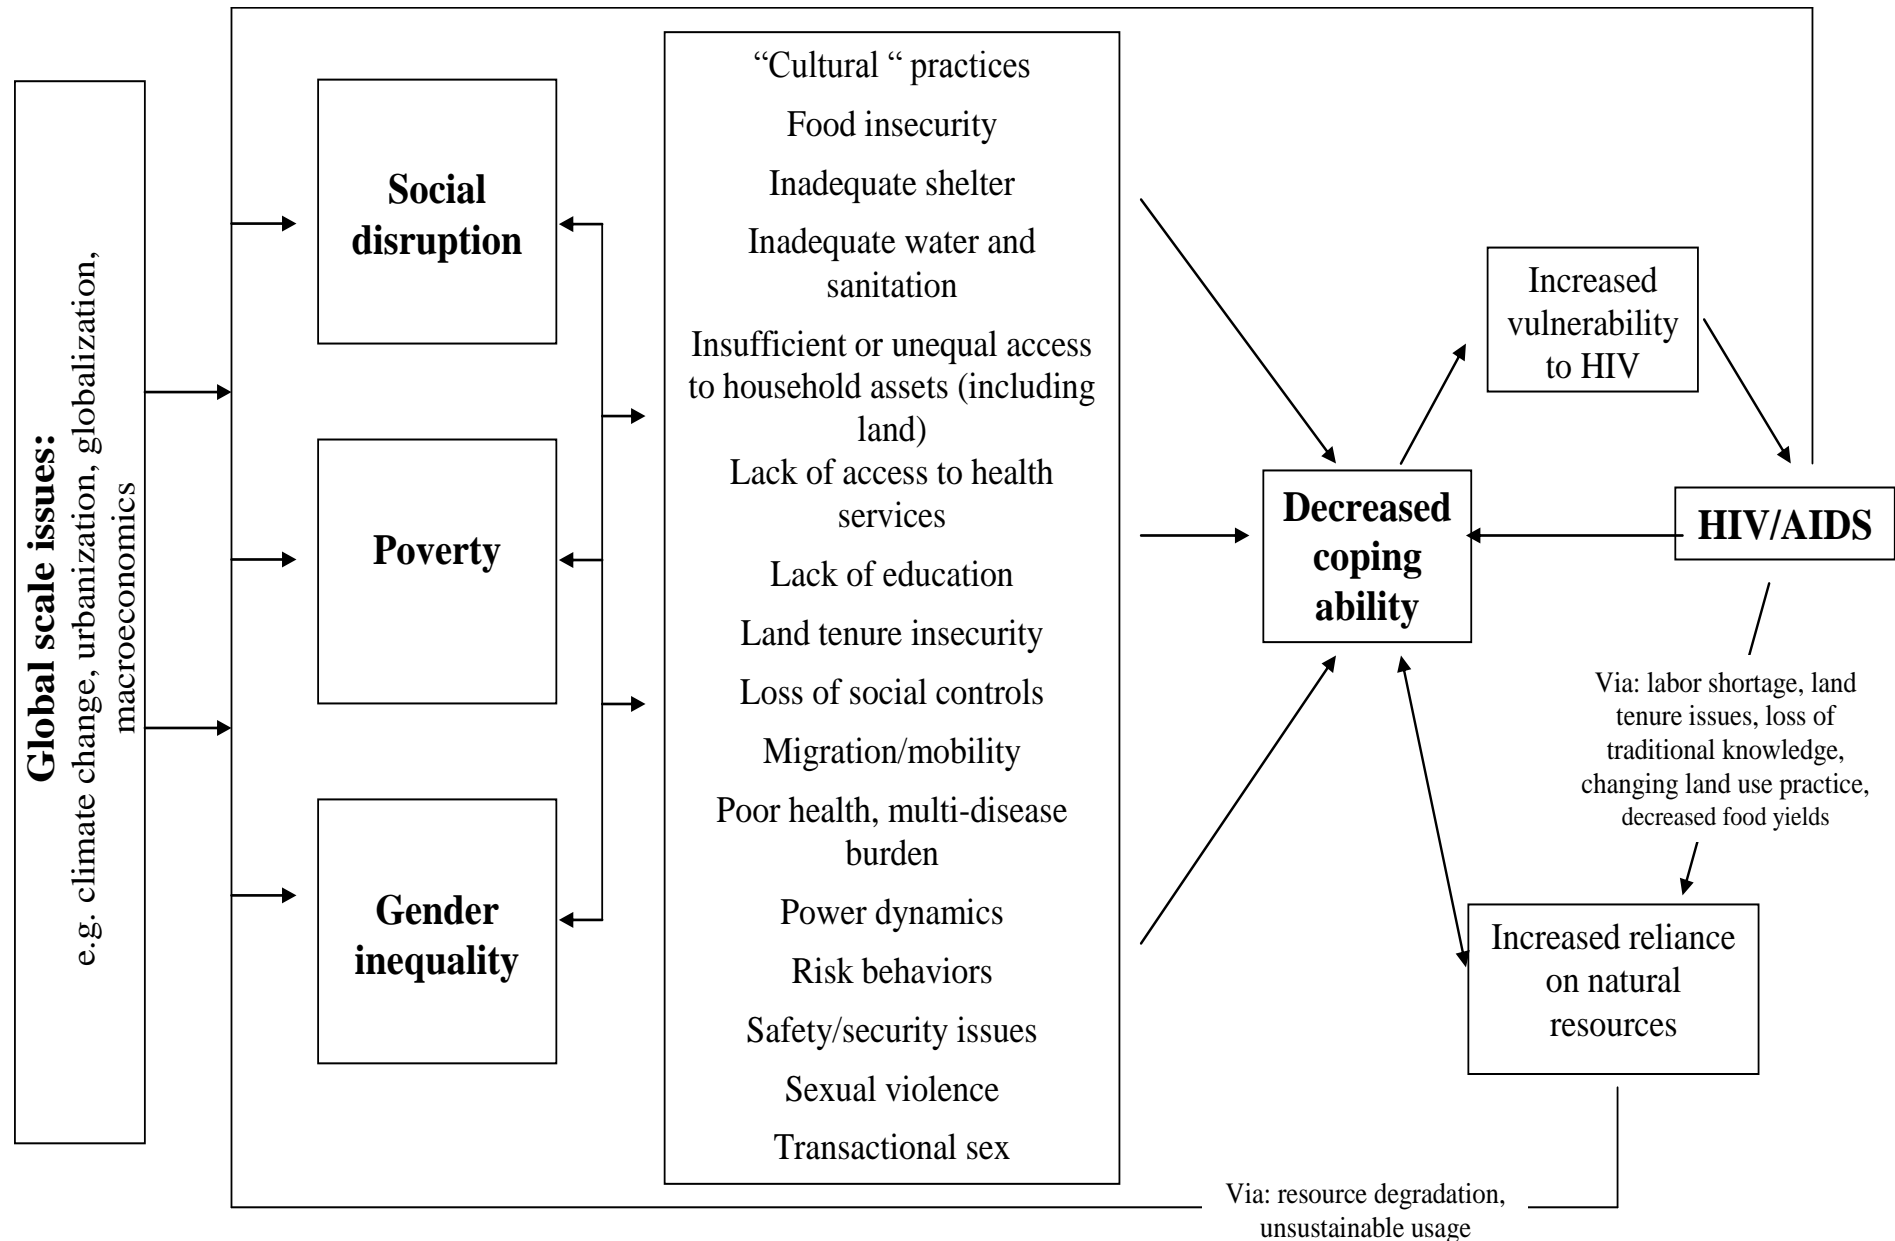 Global scale issues:
e.g. climate change, urbanization, globalization,
macroeconomics
Social
disruption
Poverty
Gender
inequality
“Cultural “ practices
Food insecurity
Inadequate shelter
Inadequate water and
sanitation
Insufficient or unequal access
to household assets (including
land)
Lack of access to health
services
Lack of education
Land tenure insecurity
Loss of social controls
Migration/mobility
Poor health, multi-disease
burden
Power dynamics
Risk behaviors
Safety/security issues
Sexual violence
Transactional sex
Decreased
coping
ability
Increased
vulnerability
to HIV
HIV/AIDS
Via: labor shortage, land
tenure issues, loss of
traditional knowledge,
changing land use practice,
decreased food yields
Increased reliance
on natural
resources
Via: resource degradation,
unsustainable usage